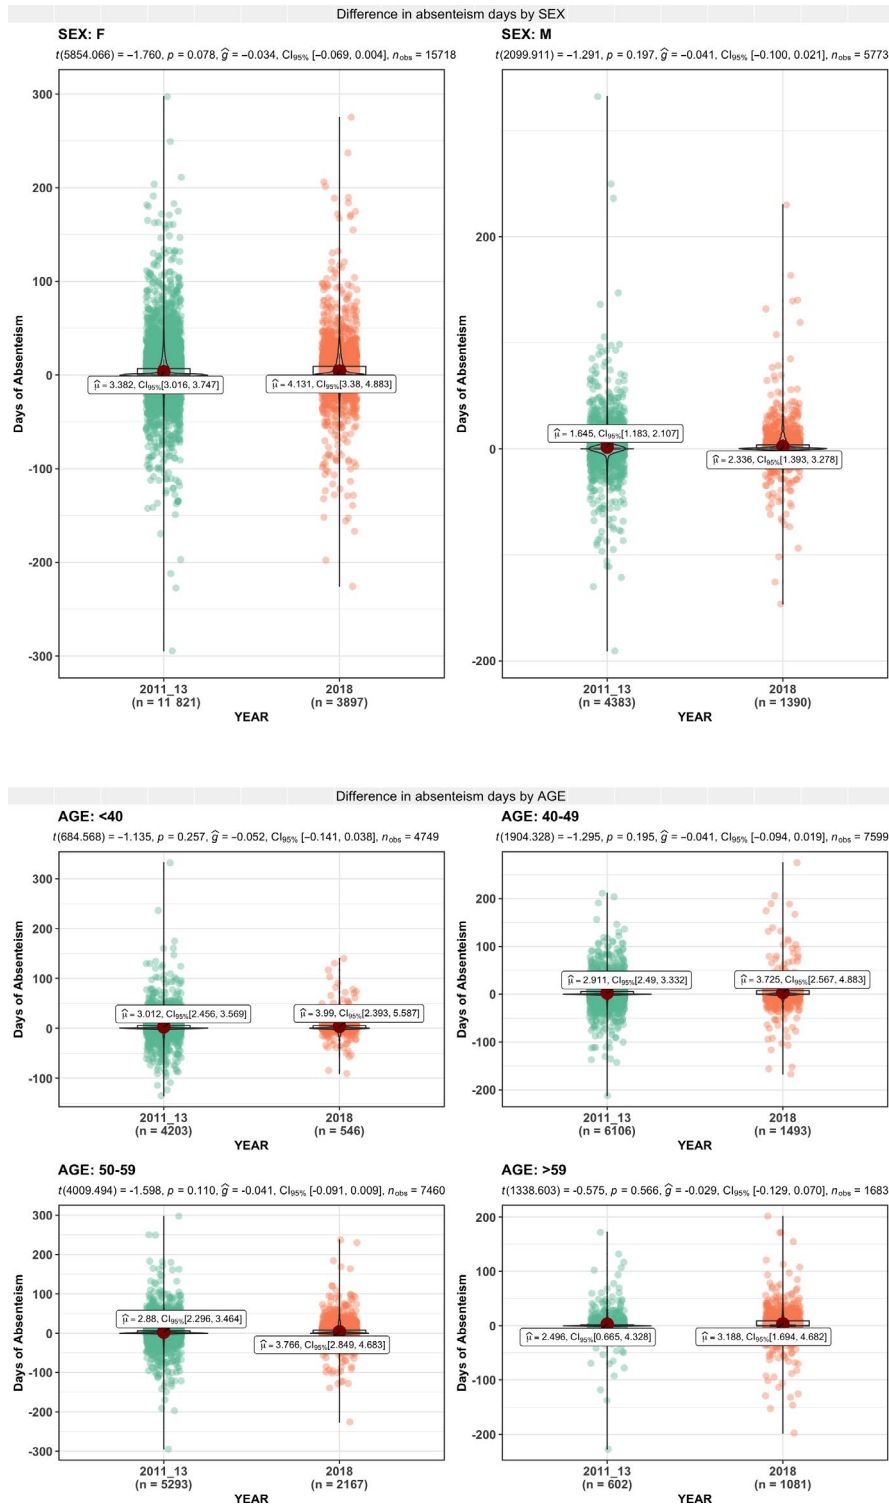 Difference in absenteism days by SEX
SEX: F
t(5854.066) = −1.760, p = 0.078, ĝ = −0.034, CI95% [−0.069, 0.004], nobs = 15718
300
200
100
0
-100
-200
-300
Days of Absenteism
μ̂ = 3.382, CI95%[3.016, 3.747]
μ̂ = 4.131, CI95%[3.38, 4.883]
2011_13
(n = 11 821)
2018
(n = 3897)
YEAR
SEX: M
t(2099.911) = −1.291, p = 0.197, ĝ = −0.041, CI95% [−0.100, 0.021], nobs = 5773
200
0
-200
Days of Absenteism
μ̂ = 1.645, CI95%[1.183, 2.107]
μ̂ = 2.336, CI95%[1.393, 3.278]
2011_13
(n = 4383)
2018
(n = 1390)
YEAR
Difference in absenteism days by AGE
AGE: <40
t(684.568) = −1.135, p = 0.257, ĝ = −0.052, CI95% [−0.141, 0.038], nobs = 4749
300
200
100
0
-100
Days of Absenteism
μ̂ = 3.012, CI95%[2.456, 3.569]
μ̂ = 3.99, CI95%[2.393, 5.587]
2011_13
(n = 4203)
2018
(n = 546)
YEAR
AGE: 40-49
t(1904.328) = −1.295, p = 0.195, ĝ = −0.041, CI95% [−0.094, 0.019], nobs = 7599
200
100
0
-100
-200
Days of Absenteism
μ̂ = 2.911, CI95%[2.49, 3.332]
μ̂ = 3.725, CI95%[2.567, 4.883]
2011_13
(n = 6106)
2018
(n = 1493)
YEAR
AGE: 50-59
t(4009.494) = −1.598, p = 0.110, ĝ = −0.041, CI95% [−0.091, 0.009], nobs = 7460
300
200
100
0
-100
-200
-300
Days of Absenteism
μ̂ = 2.88, CI95%[2.296, 3.464]
μ̂ = 3.766, CI95%[2.849, 4.683]
2011_13
(n = 5293)
2018
(n = 2167)
YEAR
AGE: >59
t(1338.603) = −0.575, p = 0.566, ĝ = −0.029, CI95% [−0.129, 0.070], nobs = 1683
200
100
0
-100
-200
Days of Absenteism
μ̂ = 2.496, CI95%[0.665, 4.328]
μ̂ = 3.188, CI95%[1.694, 4.682]
2011_13
(n = 602)
2018
(n = 1081)
YEAR